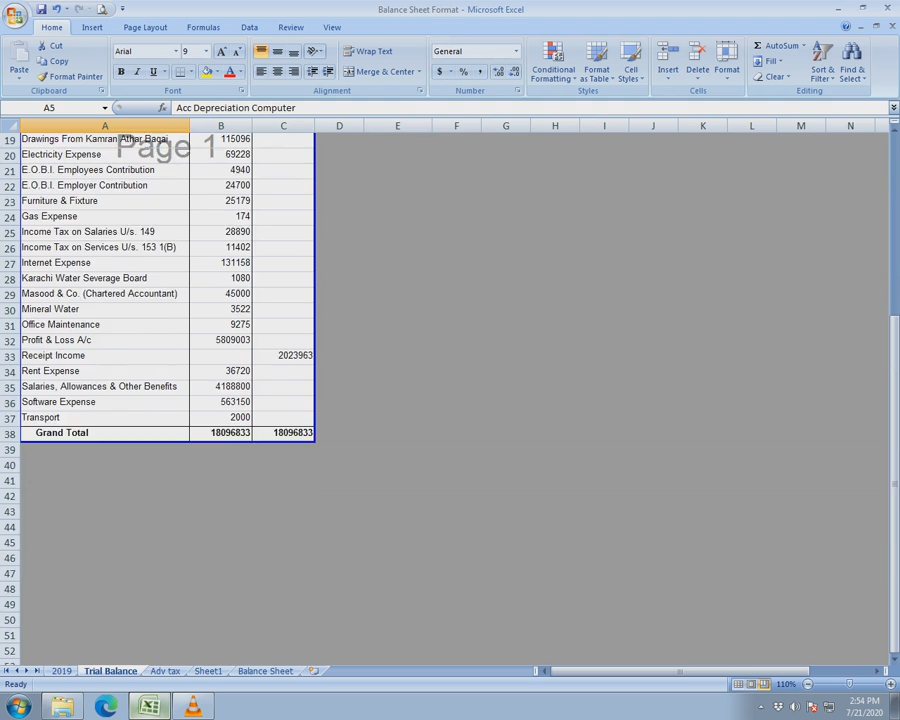 Balance Sheet Format - Microsoft Excel
Home Insert Page Layout Formulas Data Review View
Paste Cut Copy Format Painter Clipboard
Arial 9 A A B I U A Font
Wrap Text Merge & Center Alignment
General $ % , Number
Conditional Formatting Format as Table Cell Styles Styles
Insert Delete Format Cells
Σ AutoSum Fill Clear Sort & Filter Find & Select Editing
A5 fx Acc Depreciation Computer
A B C D E F G H I J K L M N
Page 1
19 Drawings From Kamran Athar Baqai 115096
20 Electricity Expense 69228
21 E.O.B.I. Employees Contribution 4940
22 E.O.B.I. Employer Contribution 24700
23 Furniture & Fixture 25179
24 Gas Expense 174
25 Income Tax on Salaries U/s. 149 28890
26 Income Tax on Services U/s. 153 1(B) 11402
27 Internet Expense 131158
28 Karachi Water Severage Board 1080
29 Masood & Co. (Chartered Accountant) 45000
30 Mineral Water 3522
31 Office Maintenance 9275
32 Profit & Loss A/c 5809003
33 Receipt Income 2023963
34 Rent Expense 36720
35 Salaries, Allowances & Other Benefits 4188800
36 Software Expense 563150
37 Transport 2000
38 Grand Total 18096833 18096833
39
40
41
42
43
44
45
46
47
48
49
50
51
52
2019 Trial Balance Adv tax Sheet1 Balance Sheet
Ready 110%
2:54 PM
7/21/2020